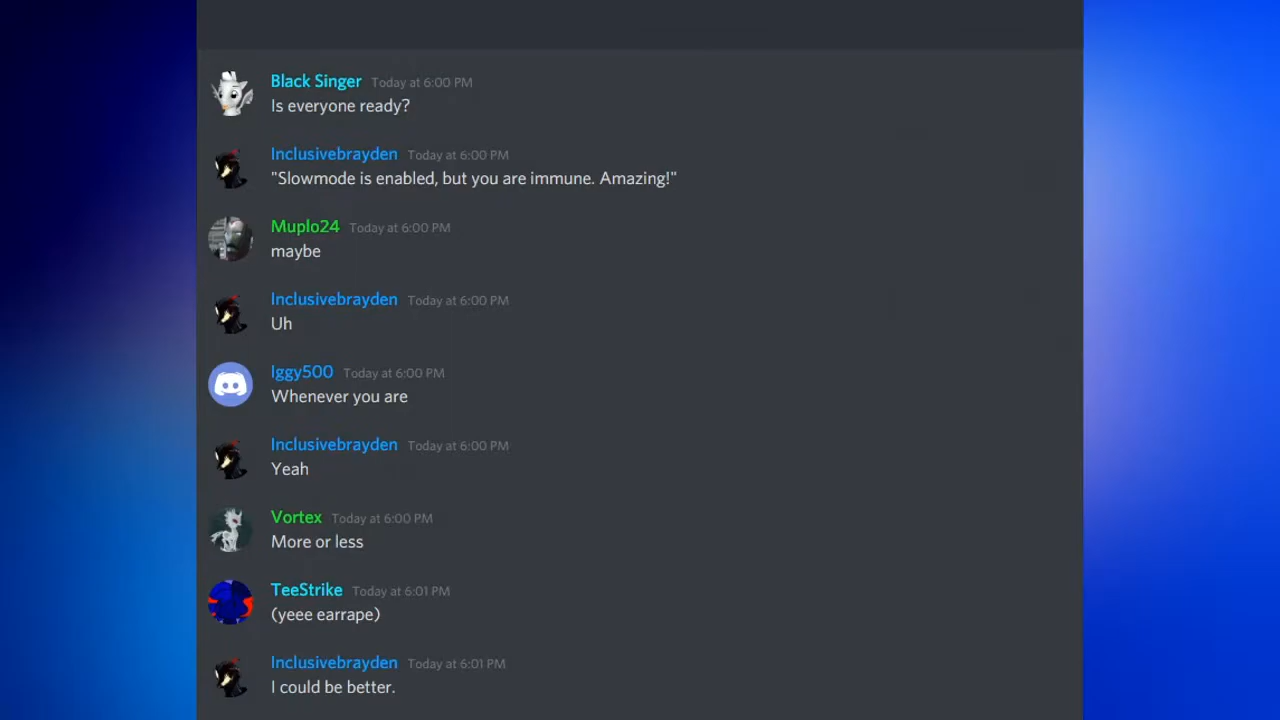 Black Singer Today at 6:00 PM
Is everyone ready?
Inclusivebrayden Today at 6:00 PM
"Slowmode is enabled, but you are immune. Amazing!"
Muplo24 Today at 6:00 PM
maybe
Inclusivebrayden Today at 6:00 PM
Uh
Iggy500 Today at 6:00 PM
Whenever you are
Inclusivebrayden Today at 6:00 PM
Yeah
Vortex Today at 6:00 PM
More or less
TeeStrike Today at 6:01 PM
(yeee earrape)
Inclusivebrayden Today at 6:01 PM
I could be better.